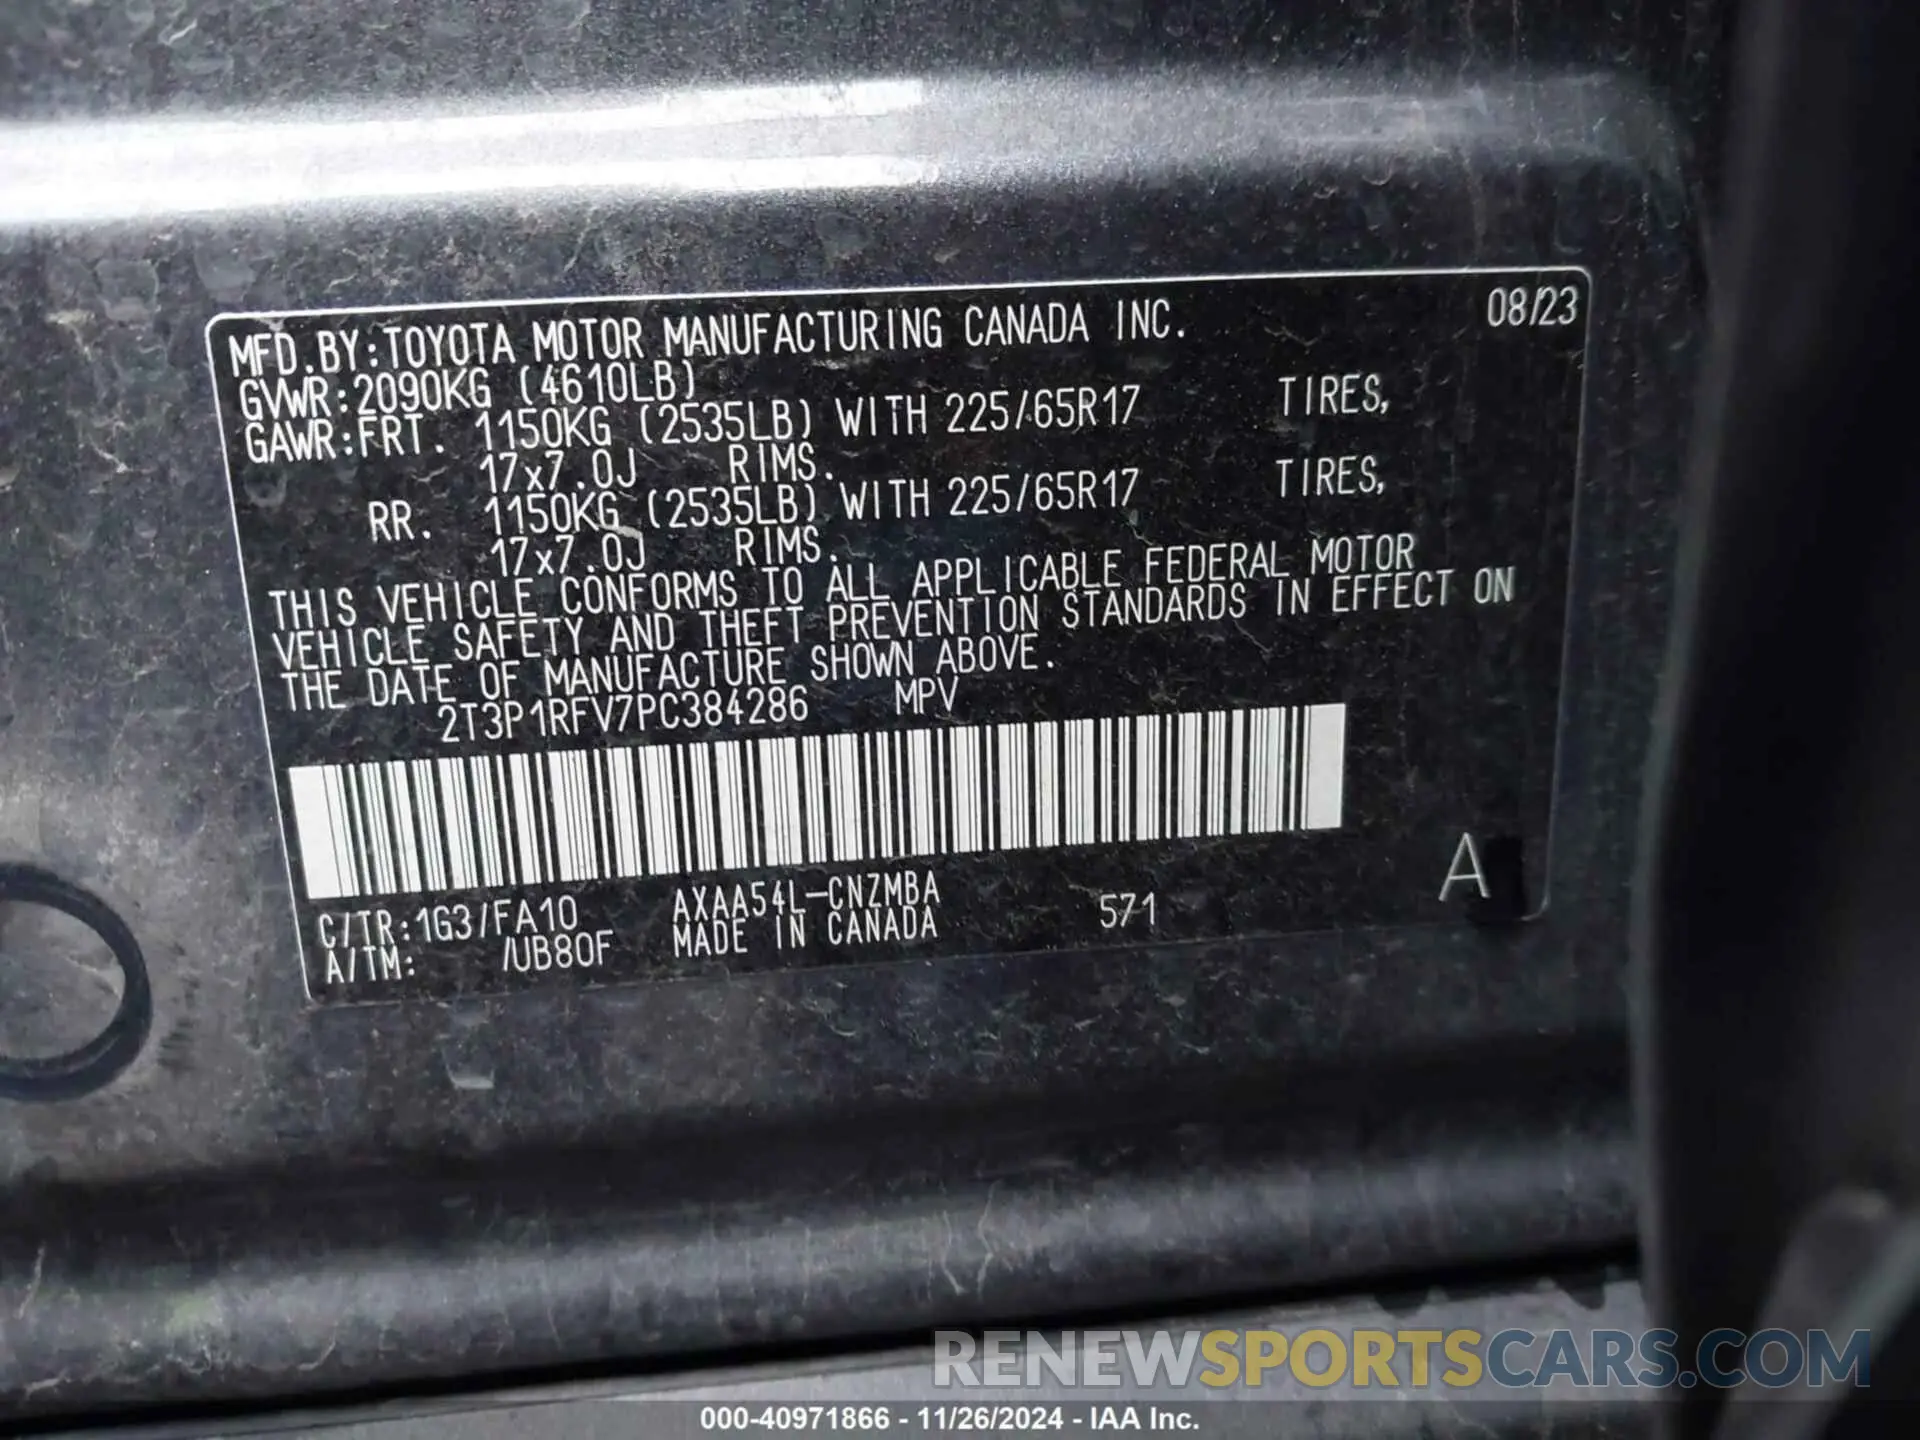 MFD.BY:TOYOTA MOTOR MANUFACTURING CANADA INC. 08/23
GVWR:2090KG (4610LB)
GAWR:FRT. 1150KG (2535LB) WITH 225/65R17 TIRES,
17x7.0J RIMS.
RR. 1150KG (2535LB) WITH 225/65R17 TIRES,
17x7.0J RIMS.
THIS VEHICLE CONFORMS TO ALL APPLICABLE FEDERAL MOTOR
VEHICLE SAFETY AND THEFT PREVENTION STANDARDS IN EFFECT ON
THE DATE OF MANUFACTURE SHOWN ABOVE.
2T3P1RFV7PC384286 MPV
C/TR:1G3/FA10 AXAA54L-CNZMBA 571 A
A/TM: /UB80F MADE IN CANADA
RENEWSPORTSCARS.COM
000-40971866 - 11/26/2024 - IAA Inc.